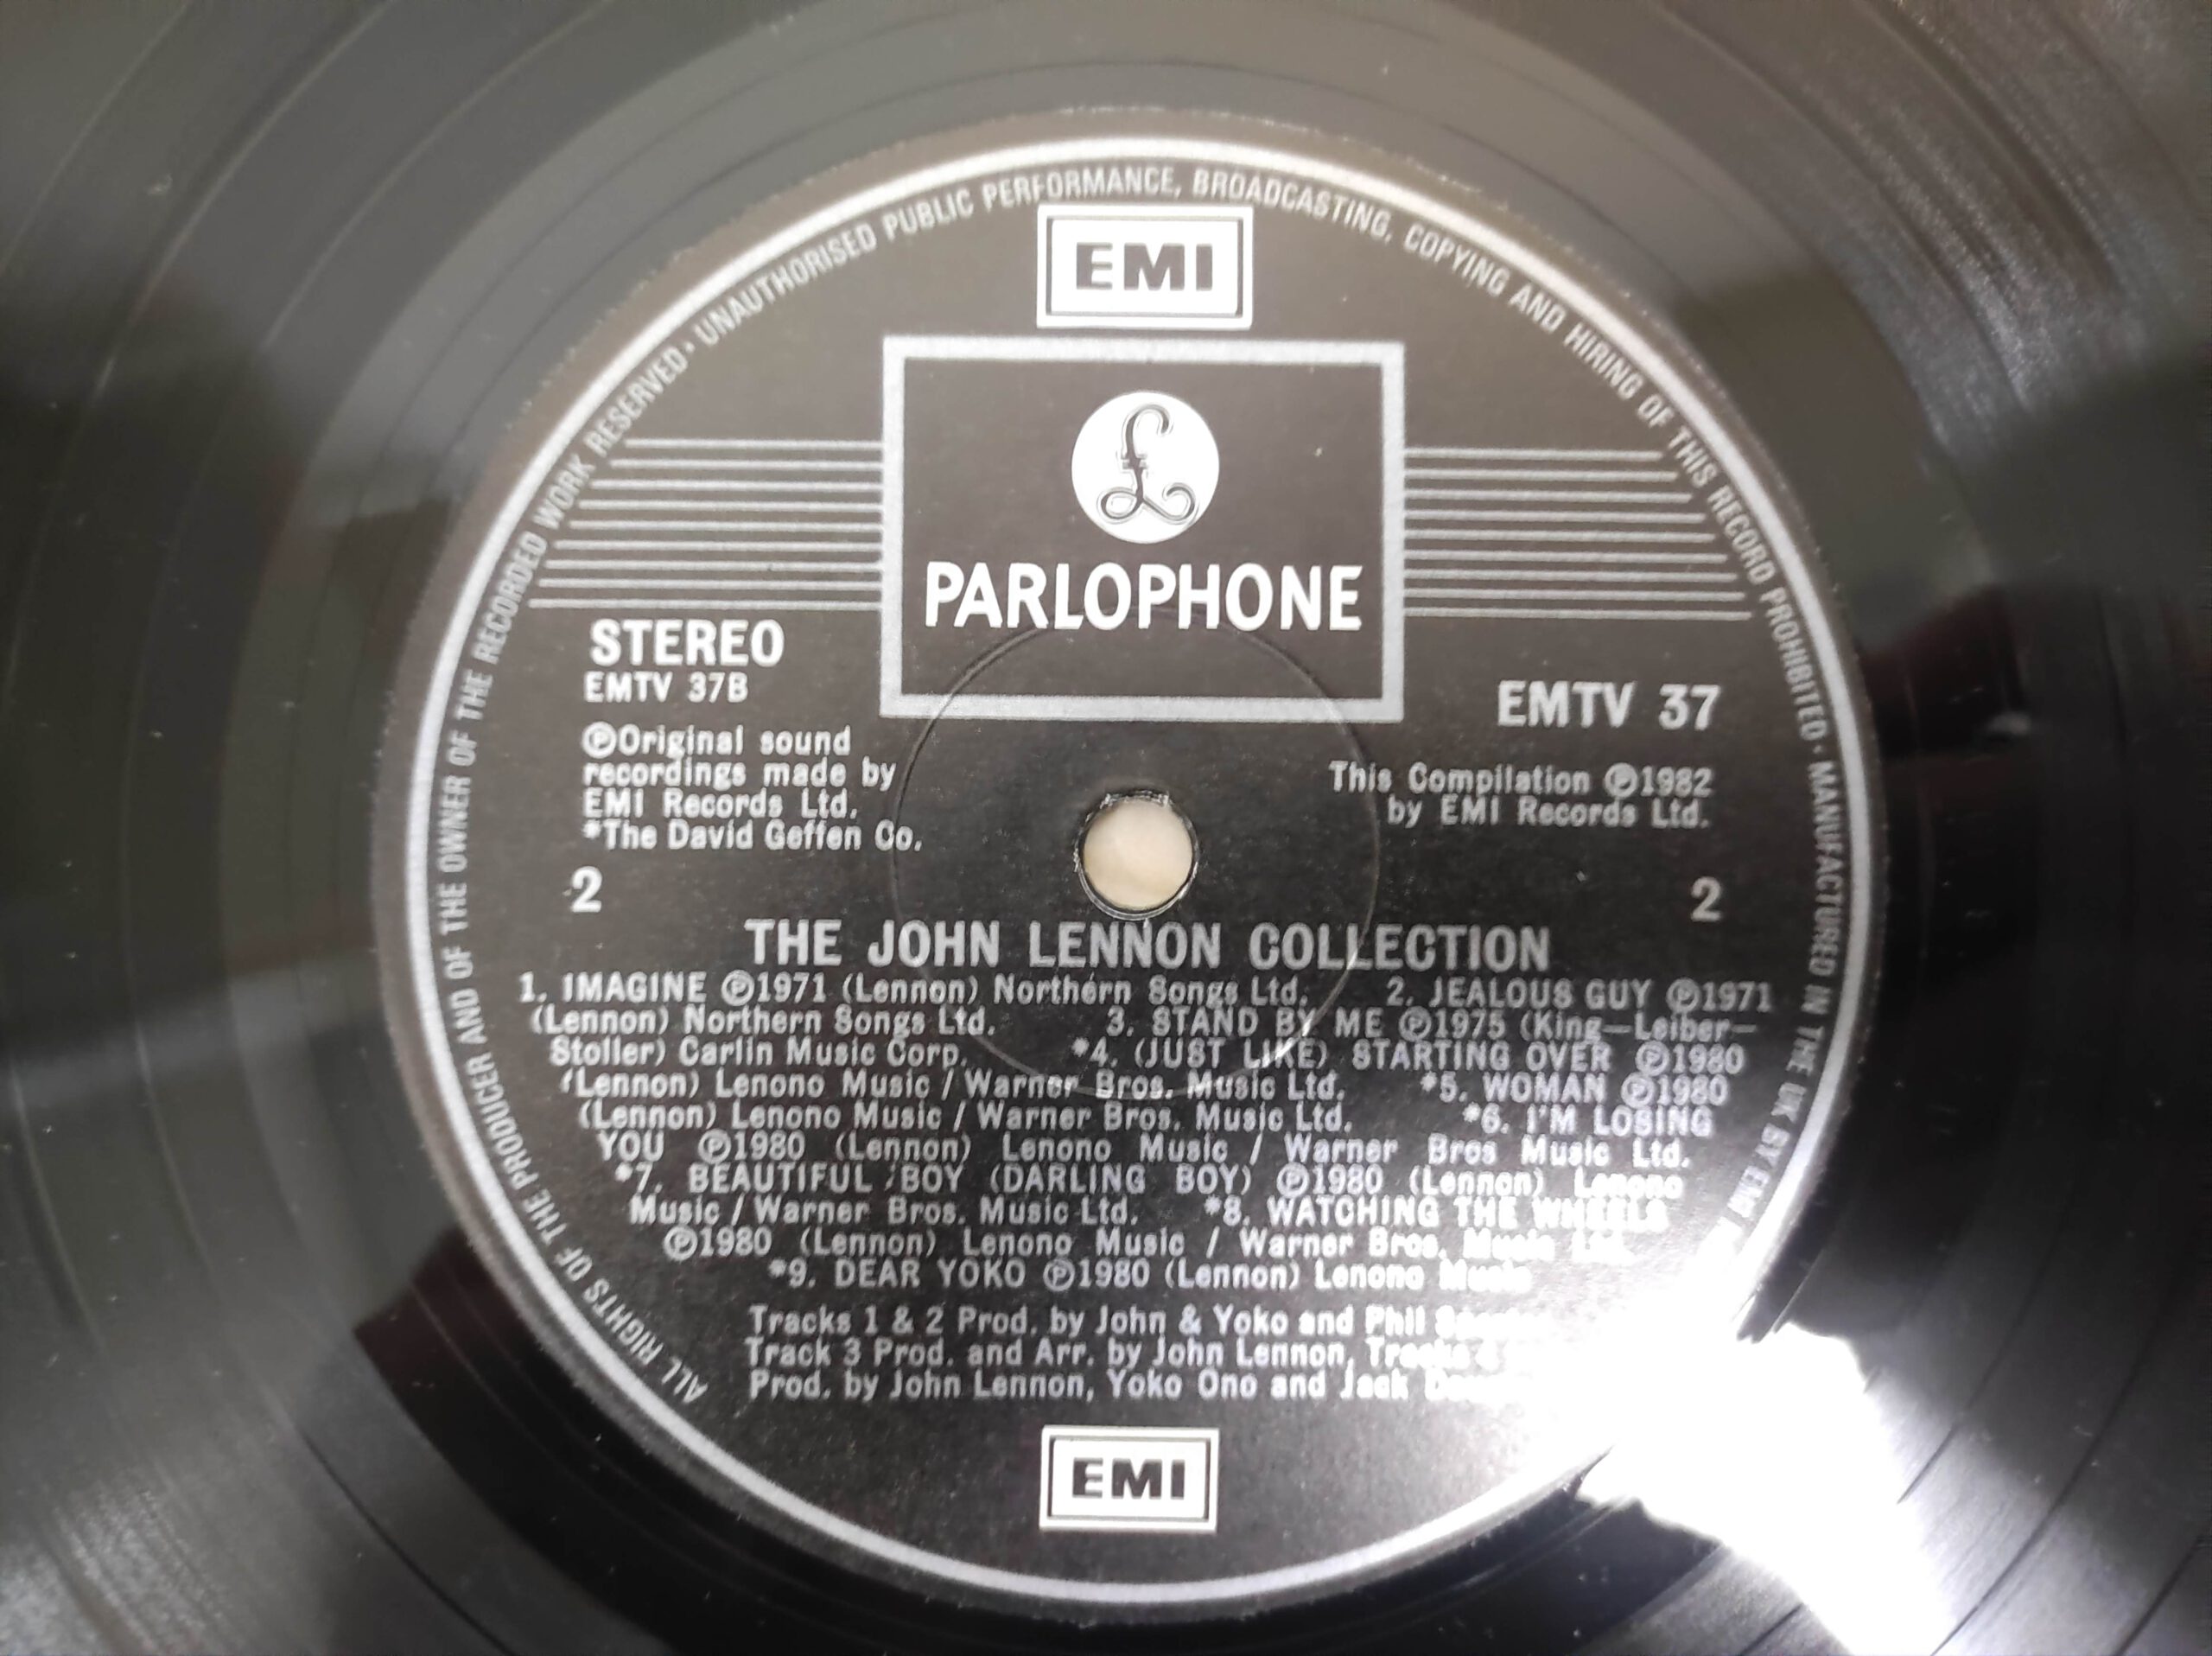 ALL RIGHTS OF THE PRODUCER AND OF THE OWNER OF THE RECORDED WORK RESERVED · UNAUTHORISED PUBLIC PERFORMANCE, BROADCASTING, COPYING AND HIRING OF THIS RECORD PROHIBITED · MANUFACTURED IN THE UK BY EMI
EMI
£
PARLOPHONE
STEREO
EMTV 37B
EMTV 37
℗Original sound
recordings made by
EMI Records Ltd.
*The David Geffen Co.
This Compilation ℗1982
by EMI Records Ltd.
2
2
THE JOHN LENNON COLLECTION
1. IMAGINE ℗1971 (Lennon) Northern Songs Ltd. 2. JEALOUS GUY ℗1971
(Lennon) Northern Songs Ltd. 3. STAND BY ME ℗1975 (King—Leiber—
Stoller) Carlin Music Corp. *4. (JUST LIKE) STARTING OVER ℗1980
(Lennon) Lenono Music / Warner Bros. Music Ltd. *5. WOMAN ℗1980
(Lennon) Lenono Music / Warner Bros. Music Ltd. *6. I'M LOSING
YOU ℗1980 (Lennon) Lenono Music / Warner Bros Music Ltd.
*7. BEAUTIFUL BOY (DARLING BOY) ℗1980 (Lennon) Lenono
Music / Warner Bros. Music Ltd. *8. WATCHING THE WHEELS
℗1980 (Lennon) Lenono Music / Warner Bros. Music Ltd.
*9. DEAR YOKO ℗1980 (Lennon) Lenono Music
Tracks 1 & 2 Prod. by John & Yoko and Phil
Track 3 Prod. and Arr. by John Lennon, Tracks
Prod. by John Lennon, Yoko Ono and Jack
EMI